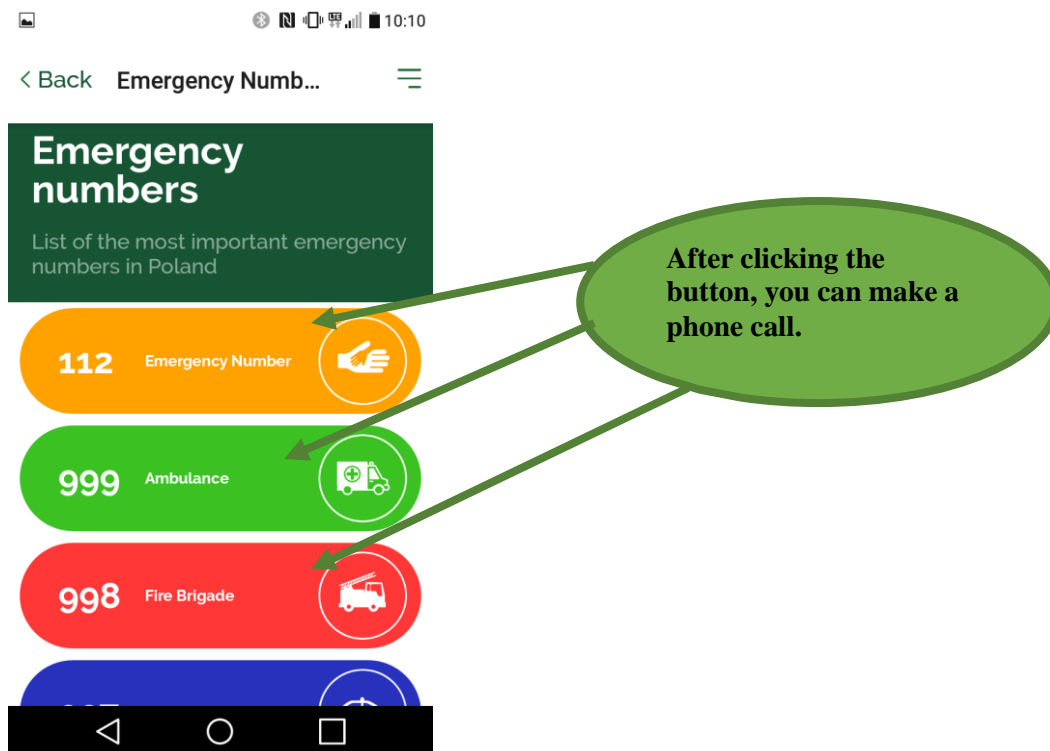 10:10
< Back Emergency Numb...
Emergency
numbers
List of the most important emergency
numbers in Poland
112 Emergency Number
999 Ambulance
998 Fire Brigade
After clicking the
button, you can make a
phone call.